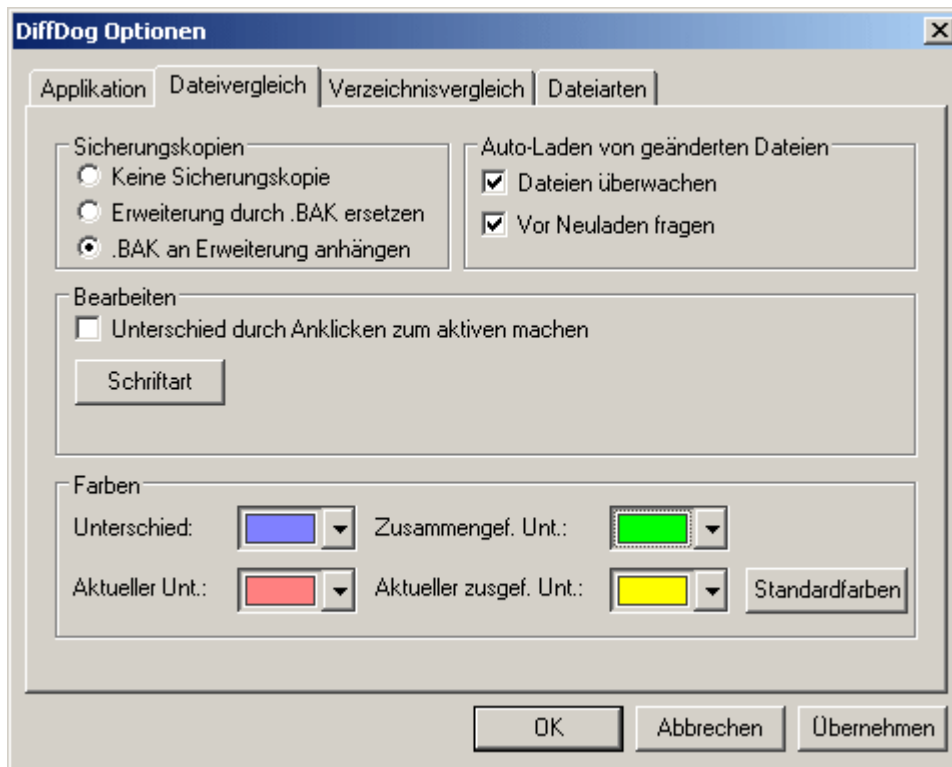 DiffDog Optionen
Applikation
Dateivergleich
Verzeichnisvergleich
Dateiarten
Sicherungskopien
Keine Sicherungskopie
Erweiterung durch .BAK ersetzen
.BAK an Erweiterung anhängen
Auto-Laden von geänderten Dateien
Dateien überwachen
Vor Neuladen fragen
Bearbeiten
Unterschied durch Anklicken zum aktiven machen
Schriftart
Farben
Unterschied:
Zusammengef. Unt.:
Aktueller Unt.:
Aktueller zusgef. Unt.:
Standardfarben
OK
Abbrechen
Übernehmen